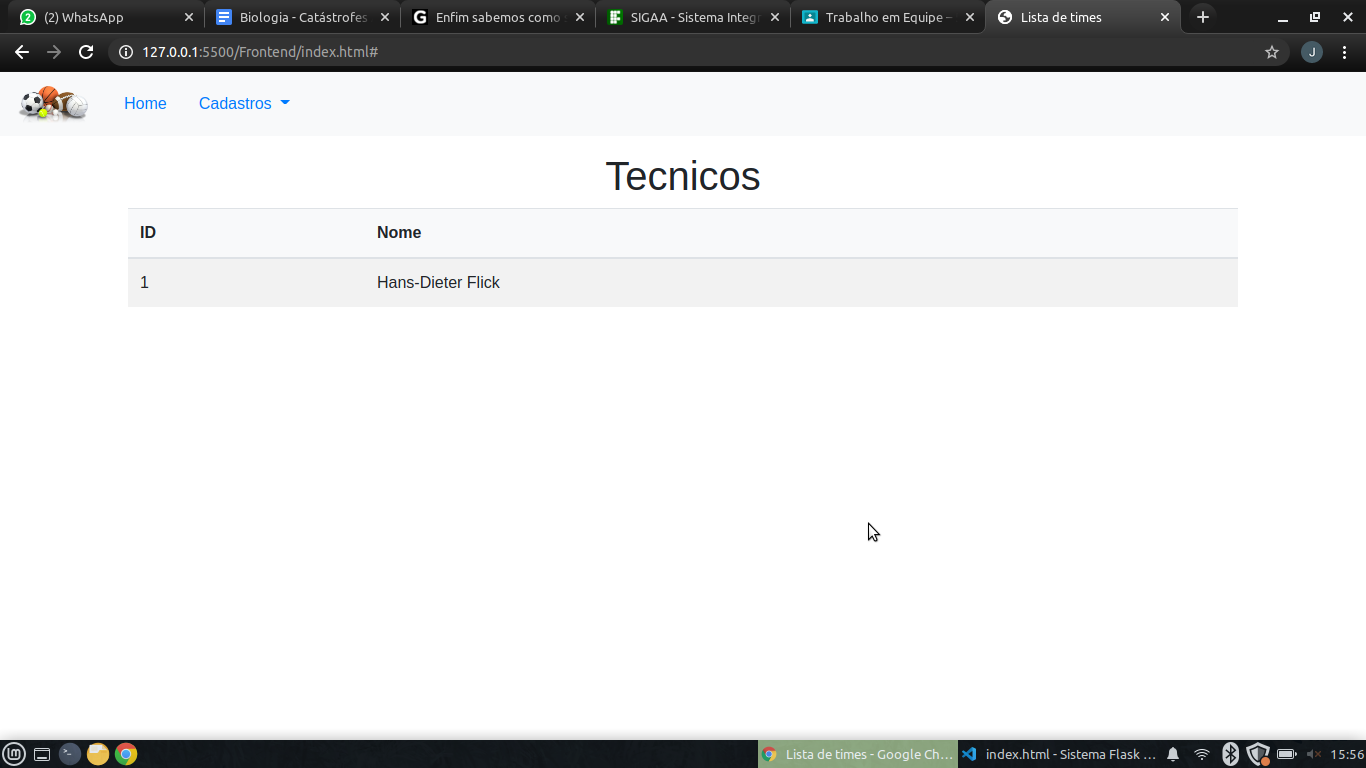 (2) WhatsApp
Biologia - Catástrofes
Enfim sabemos como
SIGAA - Sistema Integr
Trabalho em Equipe –
Lista de times
127.0.0.1:5500/Frontend/index.html#
J
Home
Cadastros
Tecnicos
ID Nome
1 Hans-Dieter Flick
Lista de times - Google Ch...
index.html - Sistema Flask ...
15:56